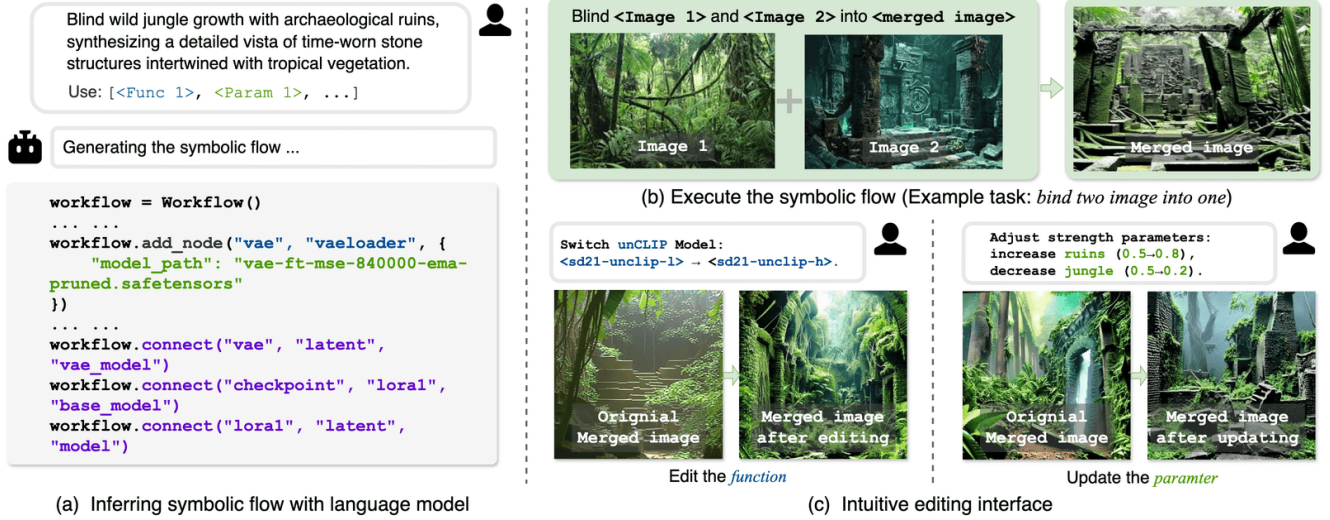 Blind wild jungle growth with archaeological ruins,
synthesizing a detailed vista of time-worn stone
structures intertwined with tropical vegetation.
Use: [<Func 1>, <Param 1>, ...]
Generating the symbolic flow ...
workflow = Workflow()
... ...
workflow.add_node("vae", "vaeloader", {
"model_path": "vae-ft-mse-840000-ema-
pruned.safetensors"
})
... ...
workflow.connect("vae", "latent",
"vae_model")
workflow.connect("checkpoint", "lora1",
"base_model")
workflow.connect("lora1", "latent",
"model")
(a) Inferring symbolic flow with language model
Blind <Image 1> and <Image 2> into <merged image>
Image 1
+
Image 2
Merged image
(b) Execute the symbolic flow (Example task: bind two image into one)
Switch unCLIP Model:
<sd21-unclip-l> → <sd21-unclip-h>.
Orignial
Merged image
Merged image
after editing
Edit the function
Adjust strength parameters:
increase ruins (0.5→0.8),
decrease jungle (0.5→0.2).
Orignial
Merged image
Merged image
after updating
Update the paramter
(c) Intuitive editing interface